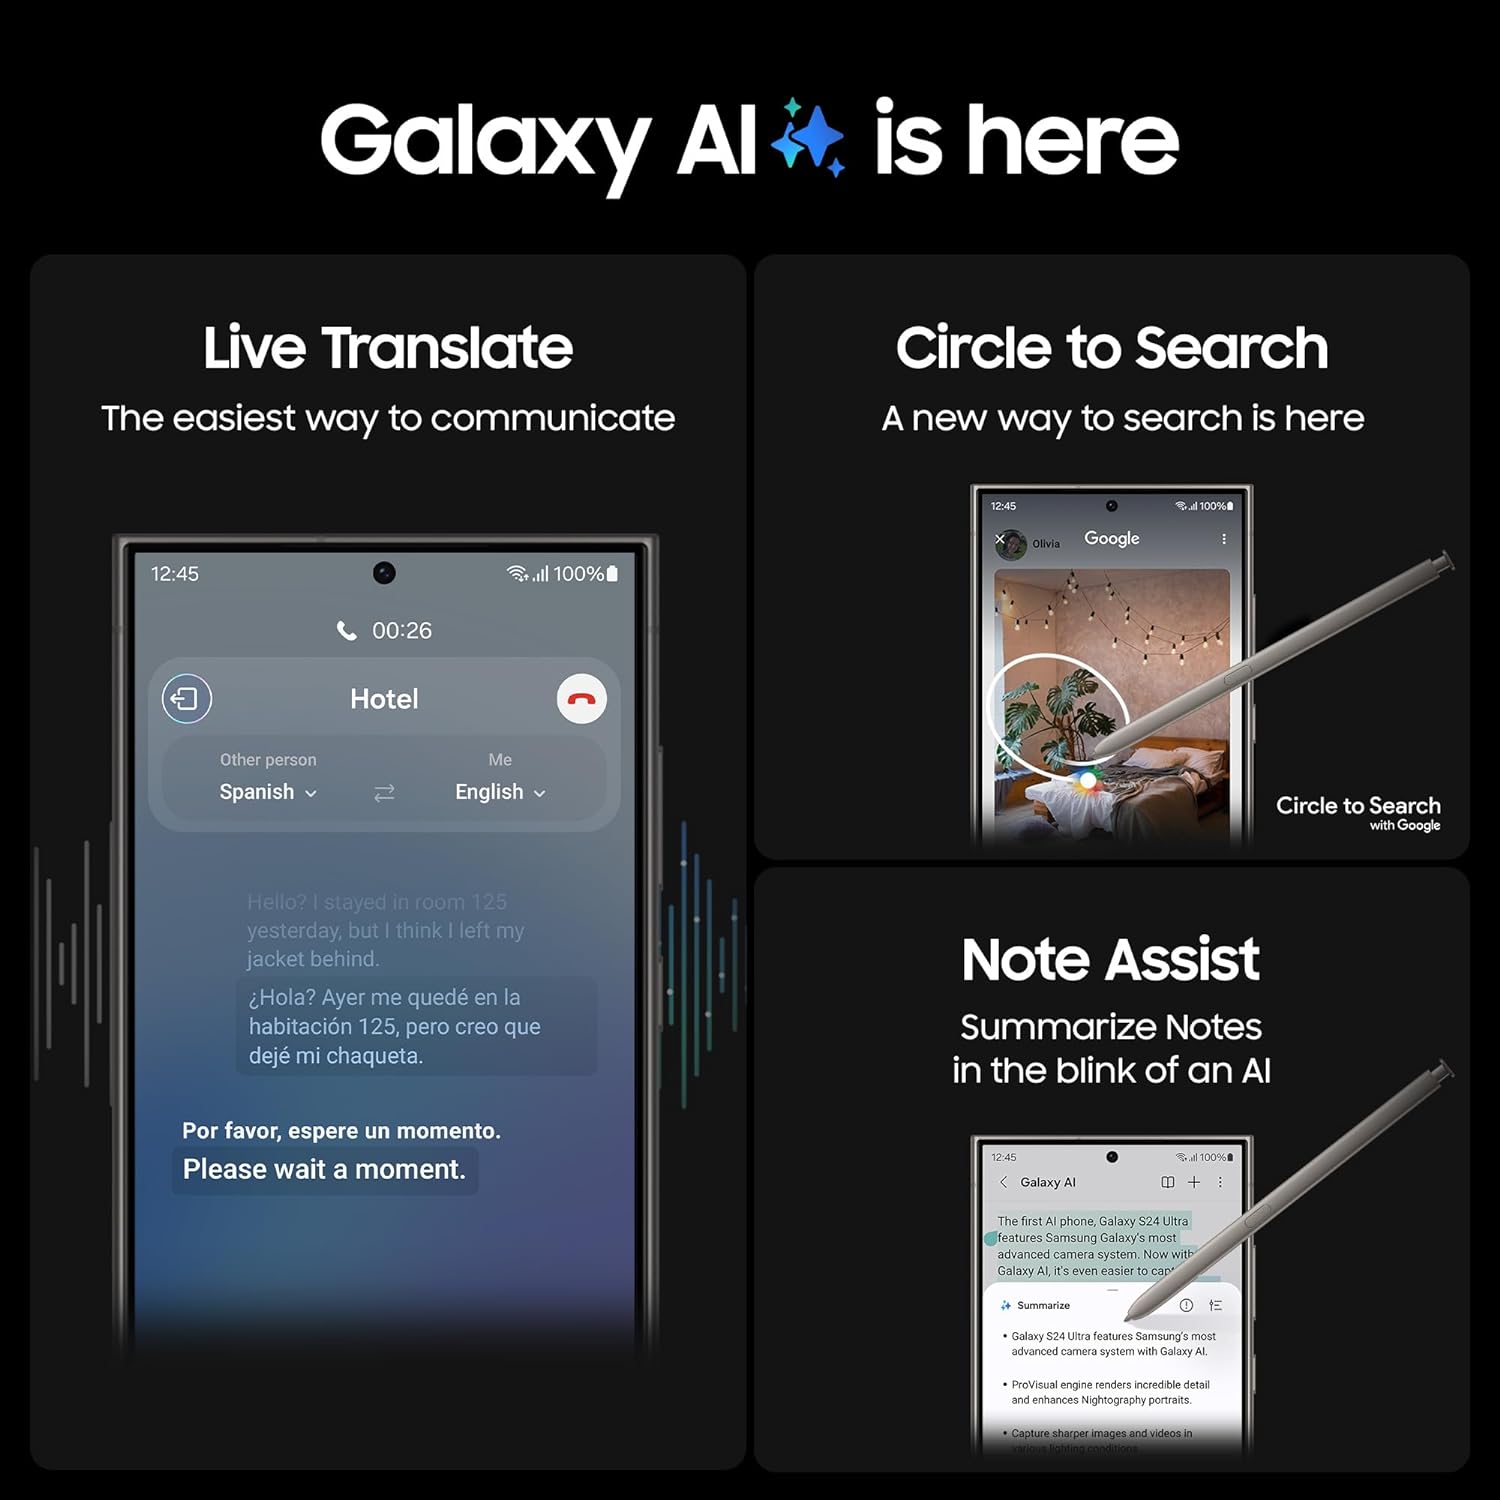 Galaxy AI is here
Live Translate
The easiest way to communicate
12:45
100%
00:26
Hotel
Other person
Me
Spanish
English
Hello? I stayed in room 125
yesterday, but I think I left my
jacket behind.
¿Hola? Ayer me quedé en la
habitación 125, pero creo que
dejé mi chaqueta.
Por favor, espere un momento.
Please wait a moment.
Circle to Search
A new way to search is here
12:45
100%
Olivia
Google
Circle to Search
with Google
Note Assist
Summarize Notes
in the blink of an AI
12:45
100%
Galaxy AI
The first AI phone, Galaxy S24 Ultra
features Samsung Galaxy's most
advanced camera system. Now with
Galaxy AI, it's even easier to
Summarize
• Galaxy S24 Ultra features Samsung's most
advanced camera system with Galaxy AI.
• ProVisual engine renders incredible detail
and enhances Nightography portraits.
• Capture sharper images and videos in
various lighting conditions